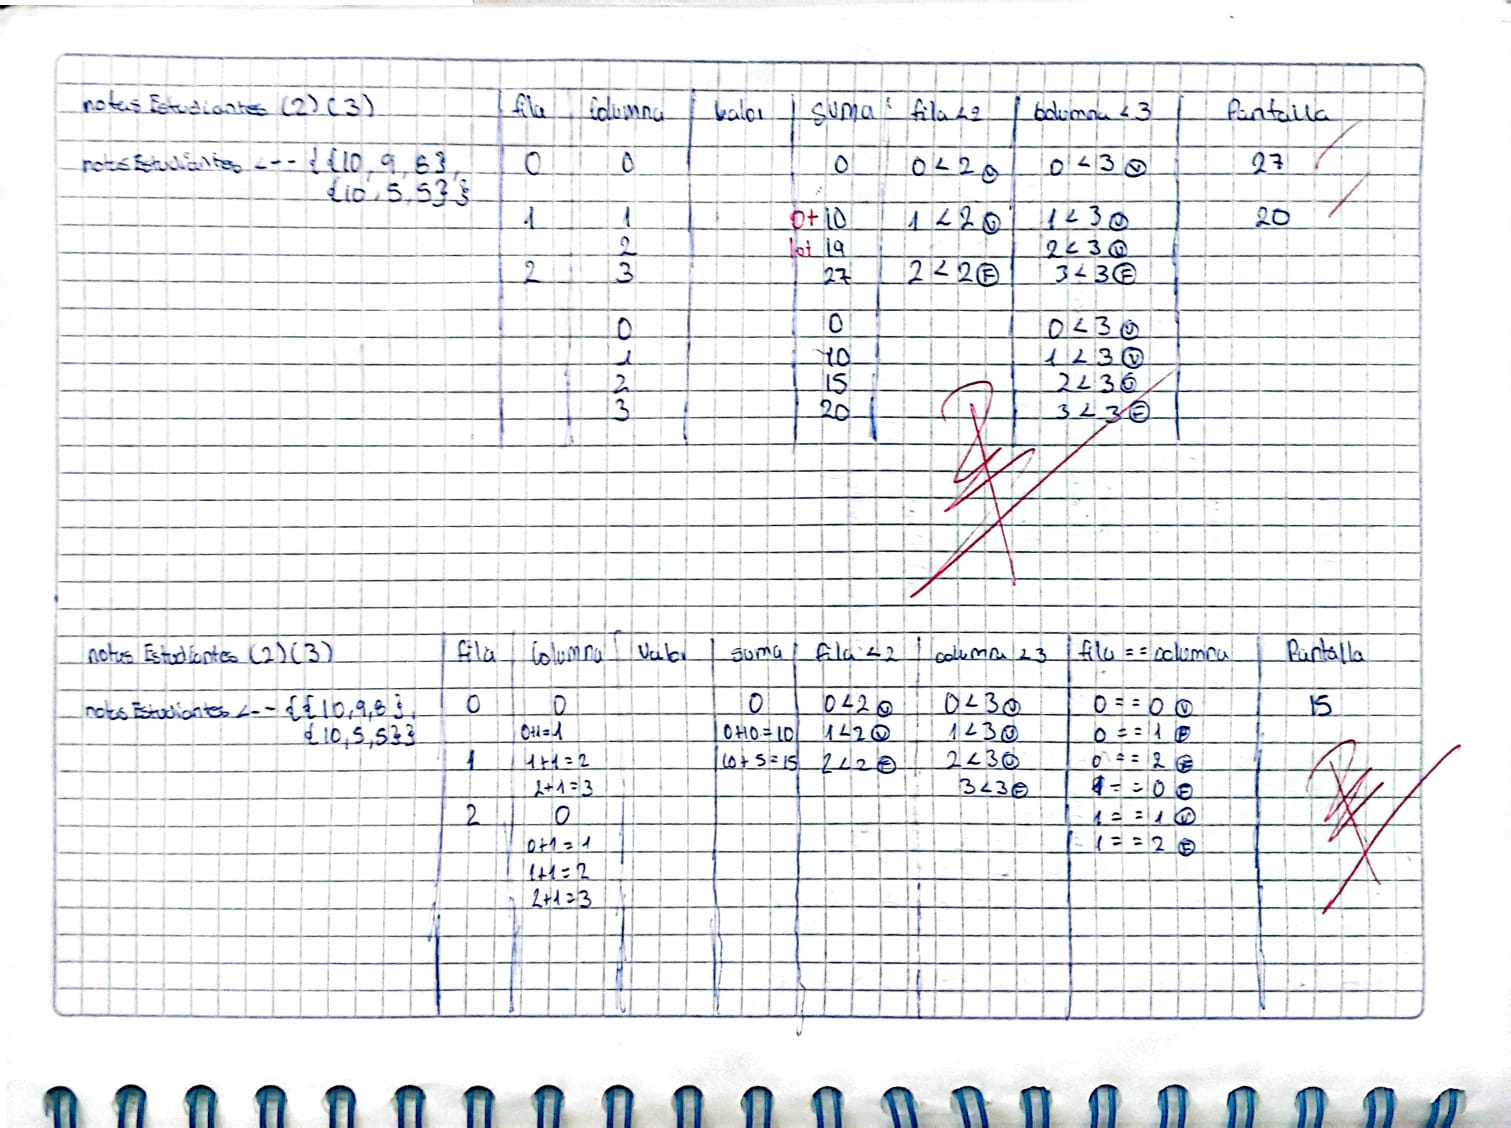 notas Estudiantes (2)(3) fila Columna Valor suma fila <2 columna <3 Pantalla
notas Estudiantes <-- {{10, 9, 8}, 0 0 0 0<2 V 0<3 V 27
{10, 5, 5}}
1 1 0+ 10 1<2 V 1<3 V 20
2 10+ 19 2<3 V
2 3 27 2<2 F 3<3 F
0 0 0<3 V
1 10 1<3 V
2 15 2<3 V
3 20 3<3 F
notas Estudiantes (2)(3) fila Columna Valor suma fila <2 columna <3 fila == columna Pantalla
notas Estudiantes <-- {{10,9,8}, 0 0 0 0<2 V 0<3 V 0==0 V 15
{10,5,5}} 0+1=1 0+10=10 1<2 V 1<3 V 0==1 F
1 1+1=2 10+5=15 2<2 F 2<3 V 0==2 F
2+1=3 3<3 F 1==0 F
2 0 1==1 V
0+1=1 1==2 F
1+1=2
2+1=3